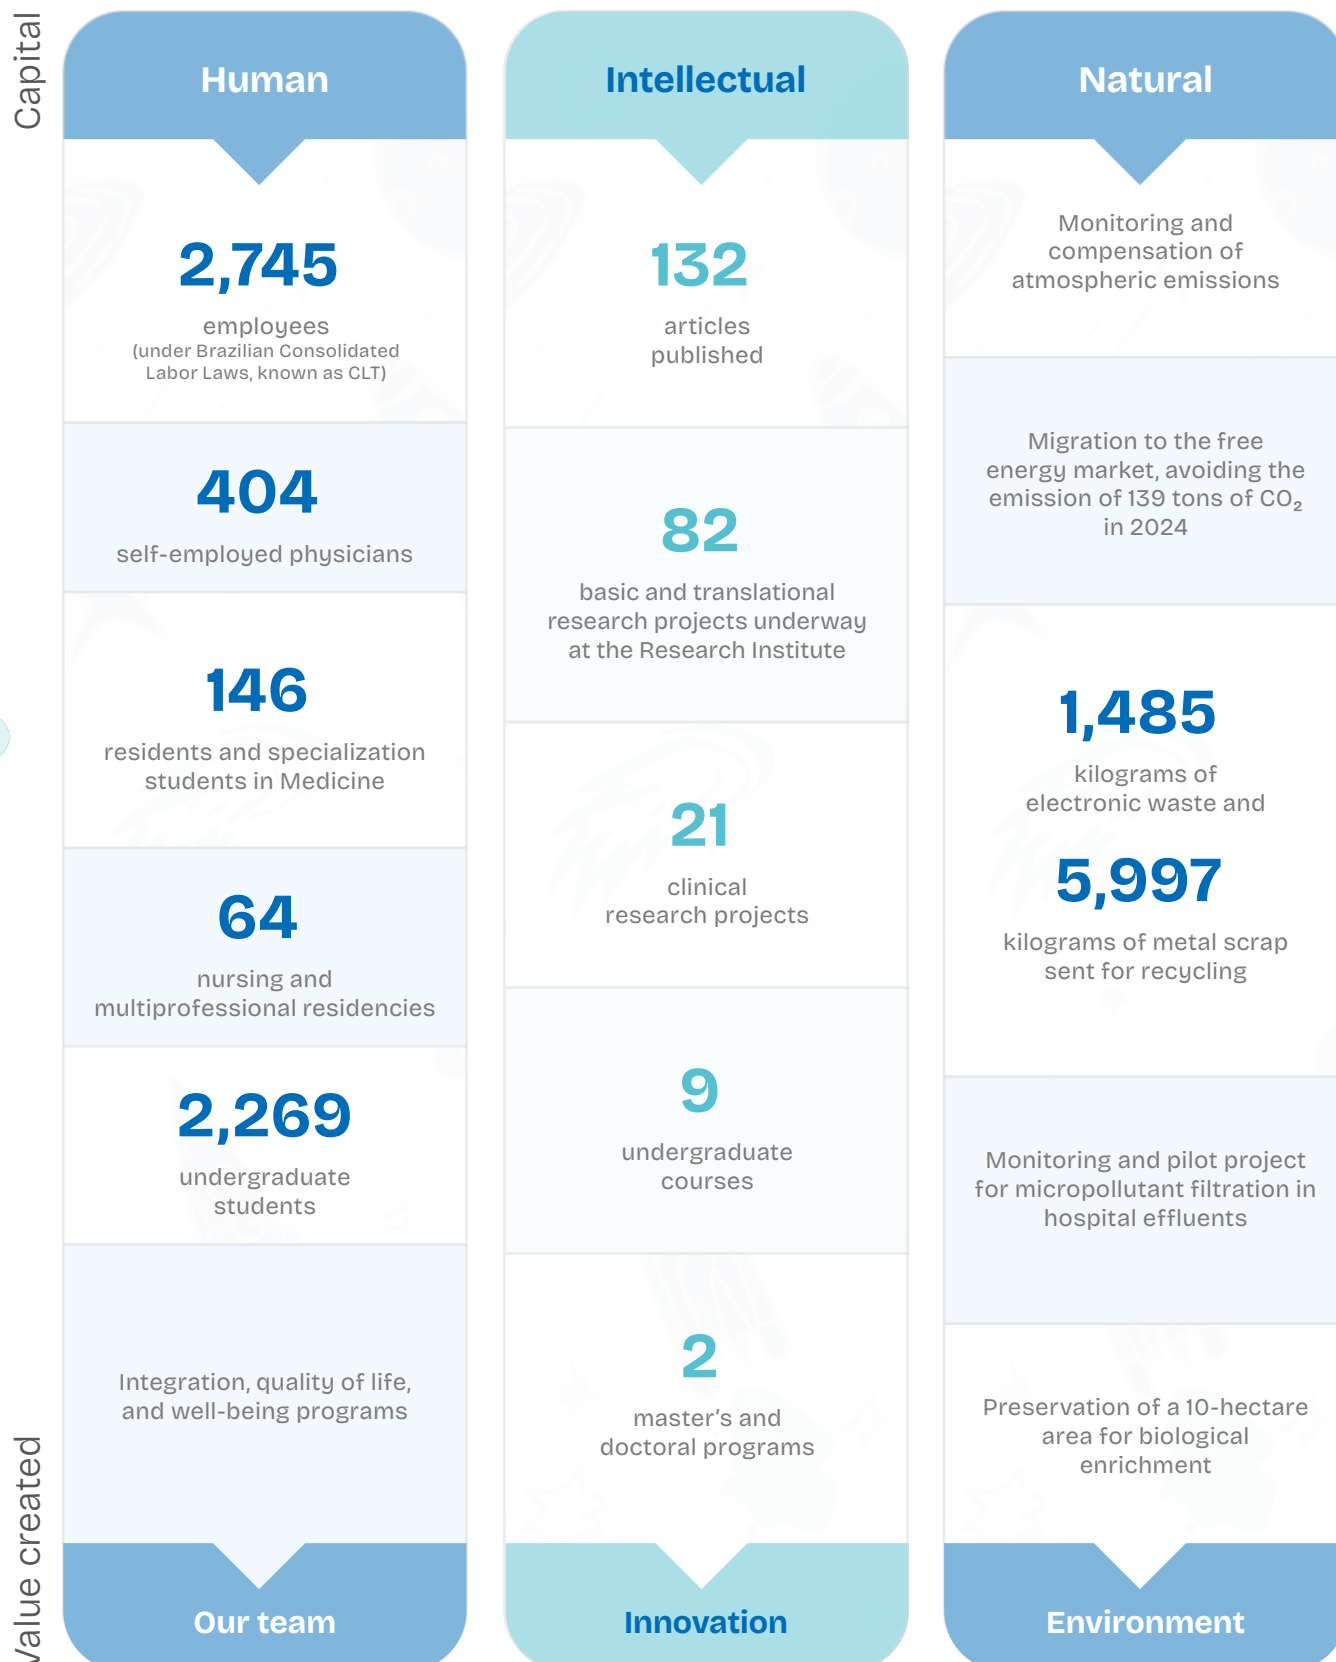 Capital
Human
2,745
employees
(under Brazilian Consolidated
Labor Laws, known as CLT)
404
self-employed physicians
146
residents and specialization
students in Medicine
64
nursing and
multiprofessional residencies
2,269
undergraduate
students
Integration, quality of life,
and well-being programs
Our team
Intellectual
132
articles
published
82
basic and translational
research projects underway
at the Research Institute
21
clinical
research projects
9
undergraduate
courses
2
master’s and
doctoral programs
Innovation
Natural
Monitoring and
compensation of
atmospheric emissions
Migration to the free
energy market, avoiding the
emission of 139 tons of CO₂
in 2024
1,485
kilograms of
electronic waste and
5,997
kilograms of metal scrap
sent for recycling
Monitoring and pilot project
for micropollutant filtration in
hospital effluents
Preservation of a 10-hectare
area for biological
enrichment
Environment
Value created